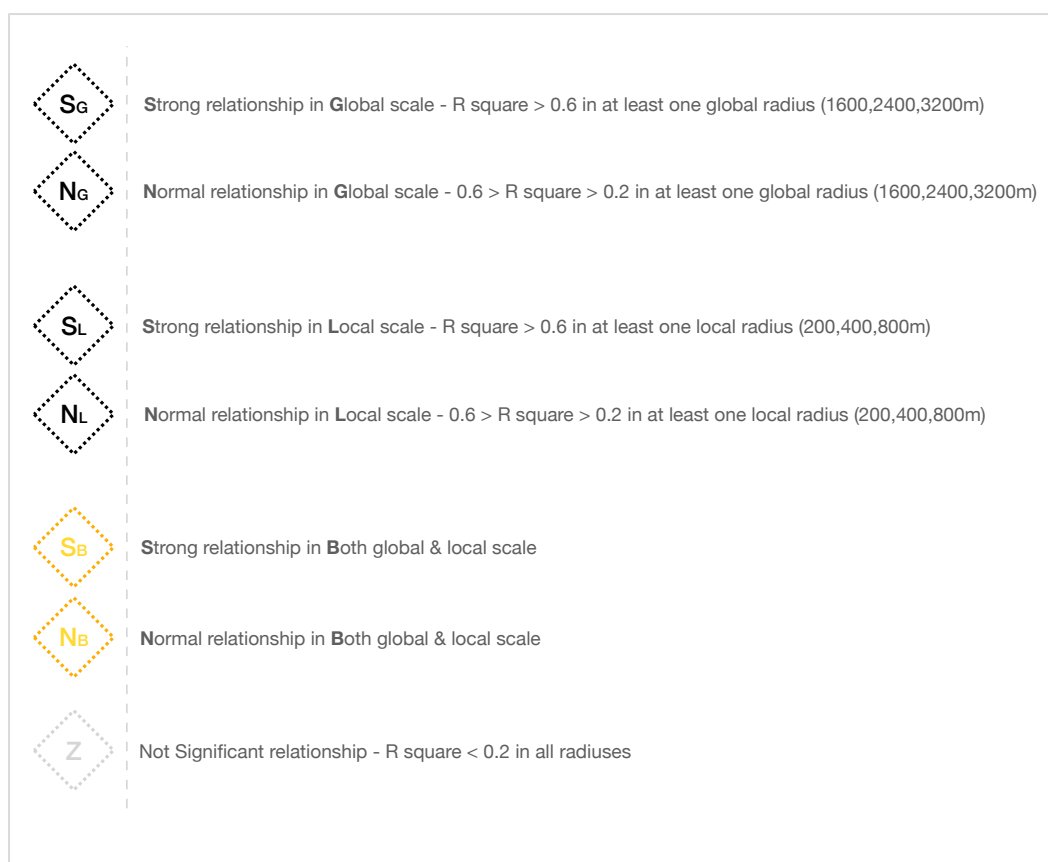 SG Strong relationship in Global scale - R square > 0.6 in at least one global radius (1600,2400,3200m)
NG Normal relationship in Global scale - 0.6 > R square > 0.2 in at least one global radius (1600,2400,3200m)
SL Strong relationship in Local scale - R square > 0.6 in at least one local radius (200,400,800m)
NL Normal relationship in Local scale - 0.6 > R square > 0.2 in at least one local radius (200,400,800m)
SB Strong relationship in Both global & local scale
NB Normal relationship in Both global & local scale
Z Not Significant relationship - R square < 0.2 in all radiuses